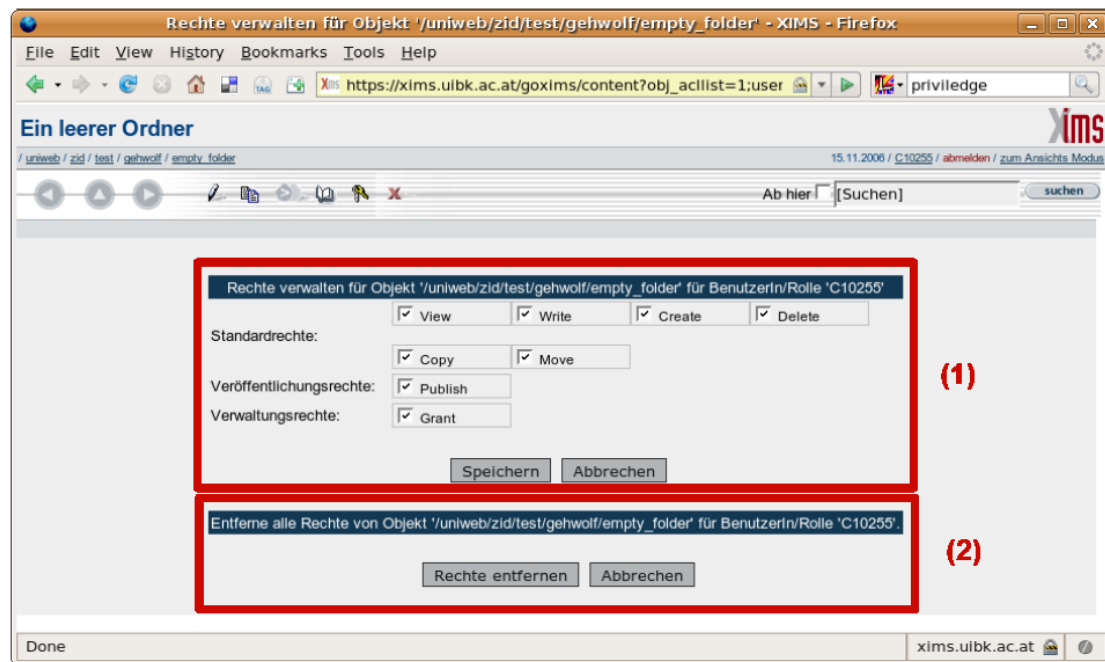 Rechte verwalten für Objekt '/uniweb/zid/test/gehwolf/empty_folder' - XIMS - Firefox
File Edit View History Bookmarks Tools Help
TAG Xims https://xims.uibk.ac.at/goxims/content?obj_acllist=1;user priviledge
Ein leerer Ordner
Xims
/ uniweb / zid / test / gehwolf / empty_folder
15.11.2006 / C10255 / abmelden / zum Ansichts Modus
Ab hier [Suchen] suchen
Rechte verwalten für Objekt '/uniweb/zid/test/gehwolf/empty_folder' für BenutzerIn/Rolle 'C10255'
View Write Create Delete
Standardrechte:
Copy Move
(1)
Veröffentlichungsrechte: Publish
Verwaltungsrechte: Grant
Speichern Abbrechen
Entferne alle Rechte von Objekt '/uniweb/zid/test/gehwolf/empty_folder' für BenutzerIn/Rolle 'C10255'.
(2)
Rechte entfernen Abbrechen
Done xims.uibk.ac.at